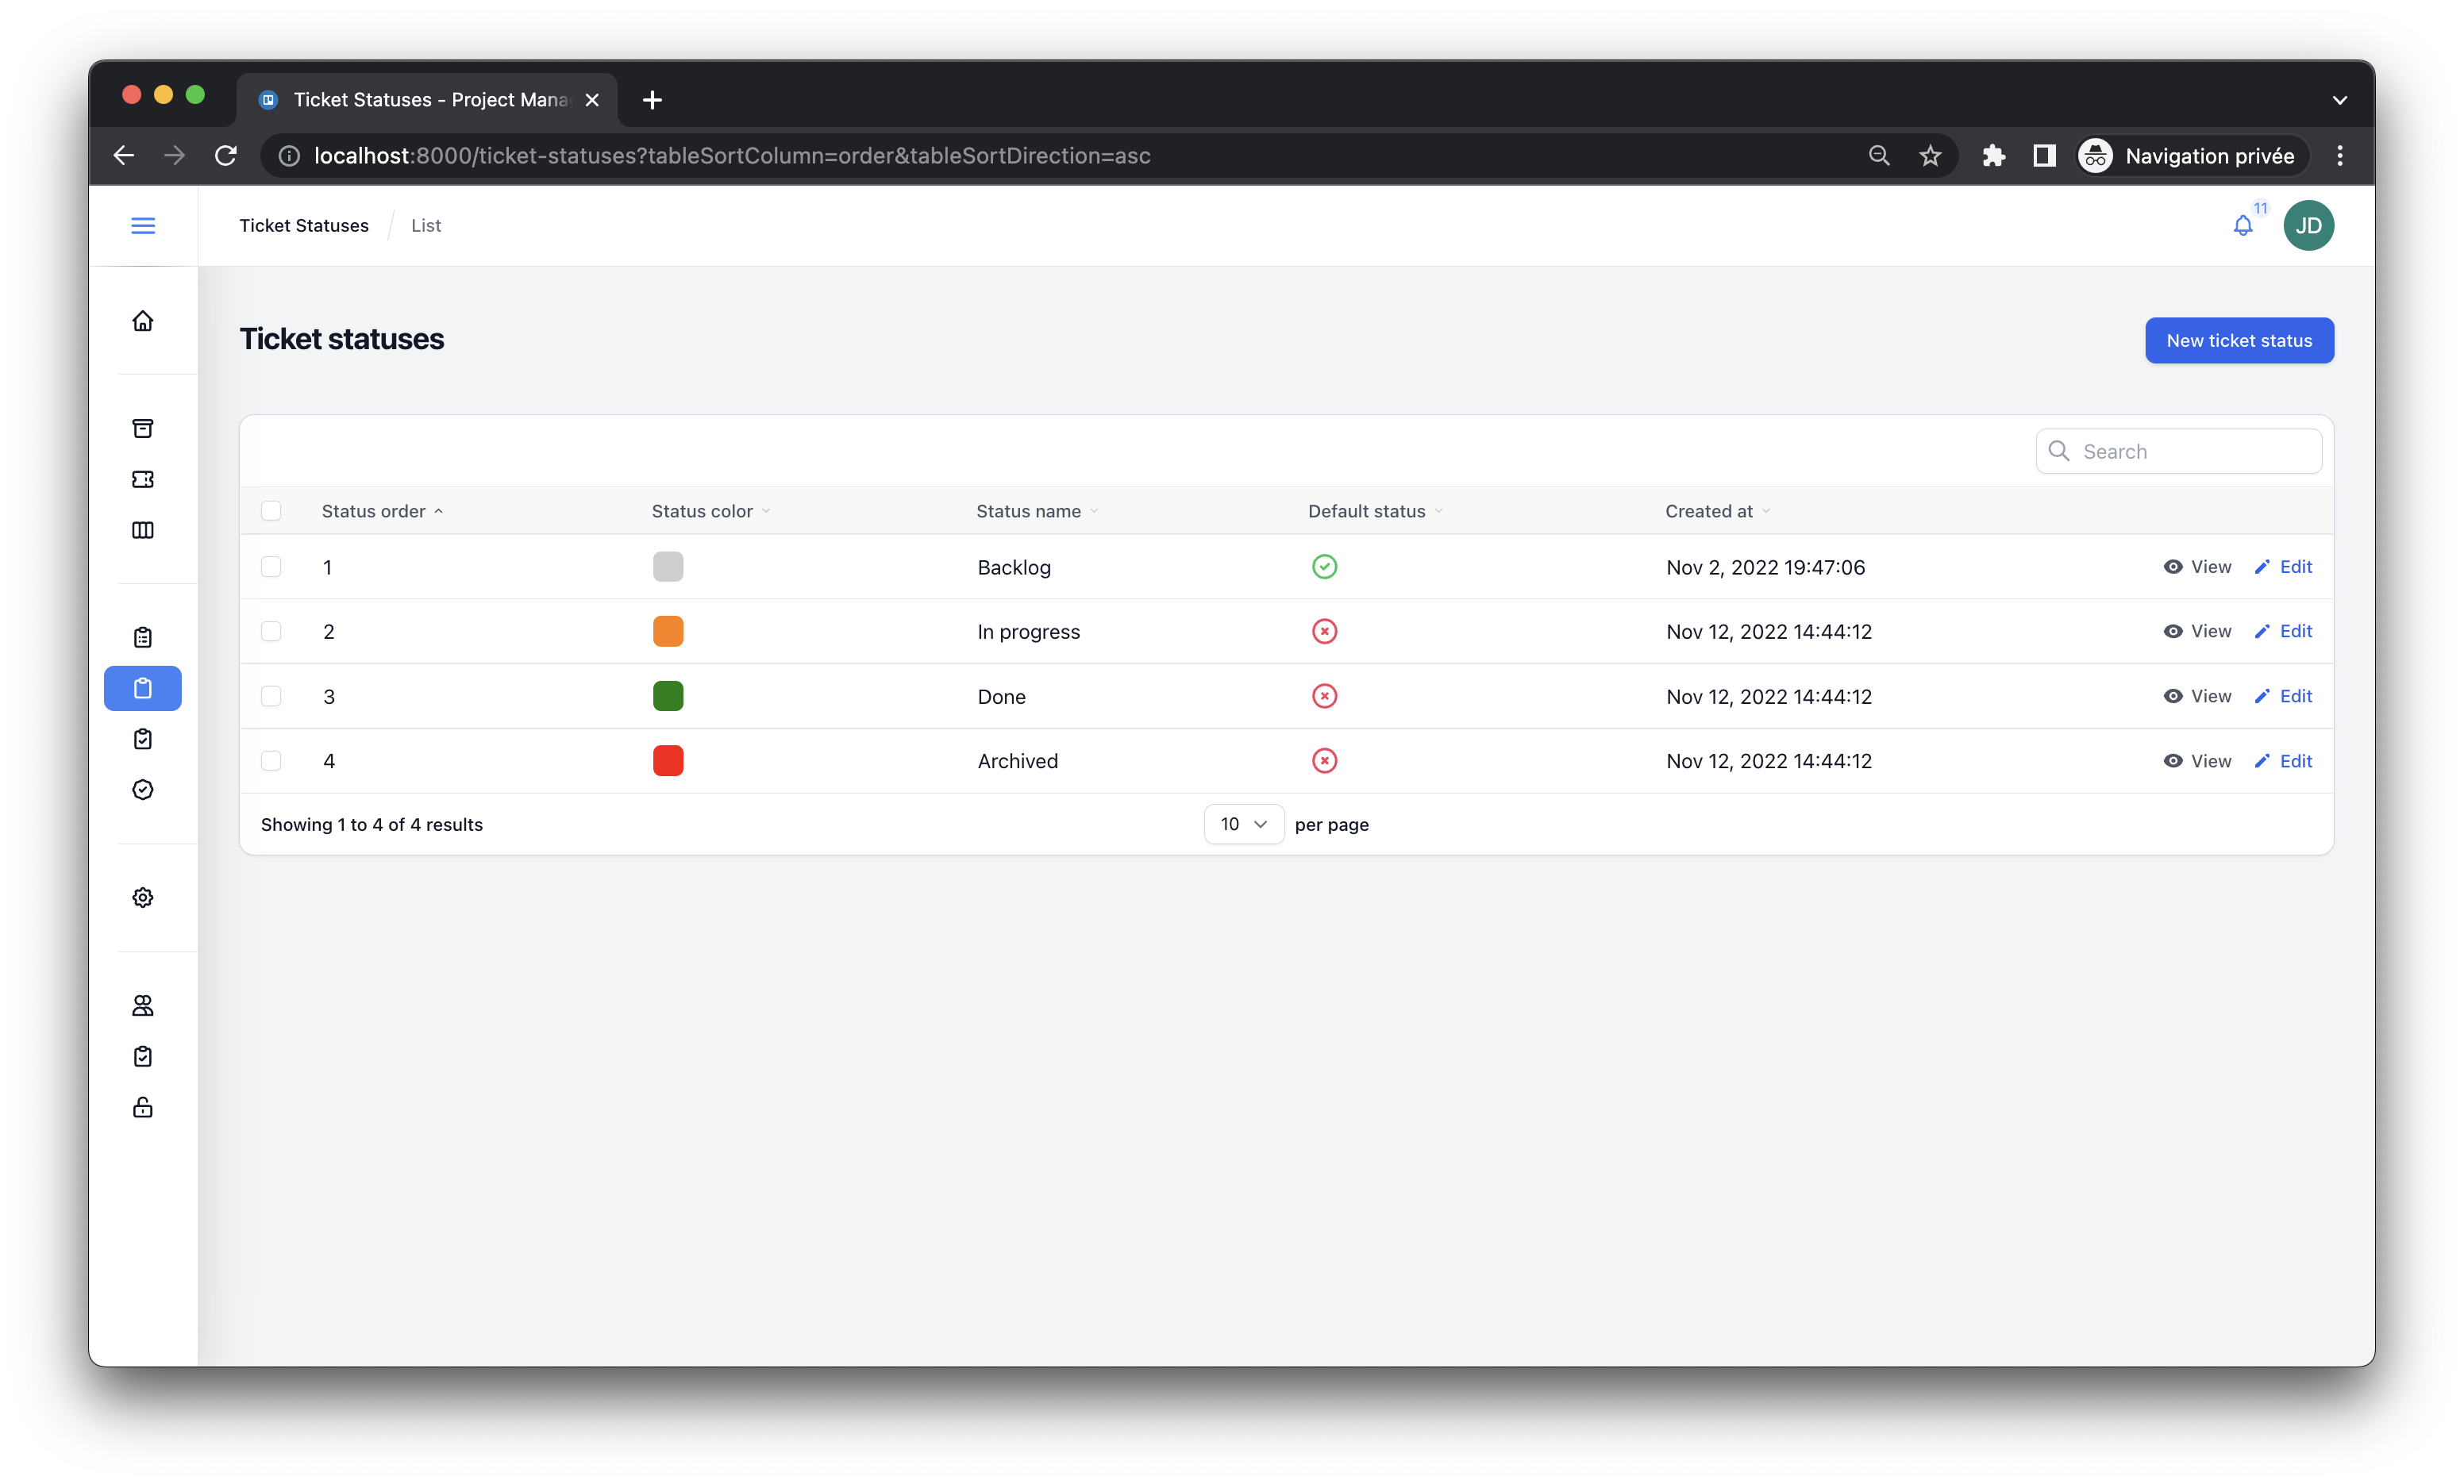 Ticket Statuses - Project Mana
localhost:8000/ticket-statuses?tableSortColumn=order&tableSortDirection=asc
Navigation privée
Ticket Statuses / List
11
JD
Ticket statuses
New ticket status
Search
Status order Status color Status name Default status Created at
1 Backlog Nov 2, 2022 19:47:06 View Edit
2 In progress Nov 12, 2022 14:44:12 View Edit
3 Done Nov 12, 2022 14:44:12 View Edit
4 Archived Nov 12, 2022 14:44:12 View Edit
Showing 1 to 4 of 4 results 10 per page